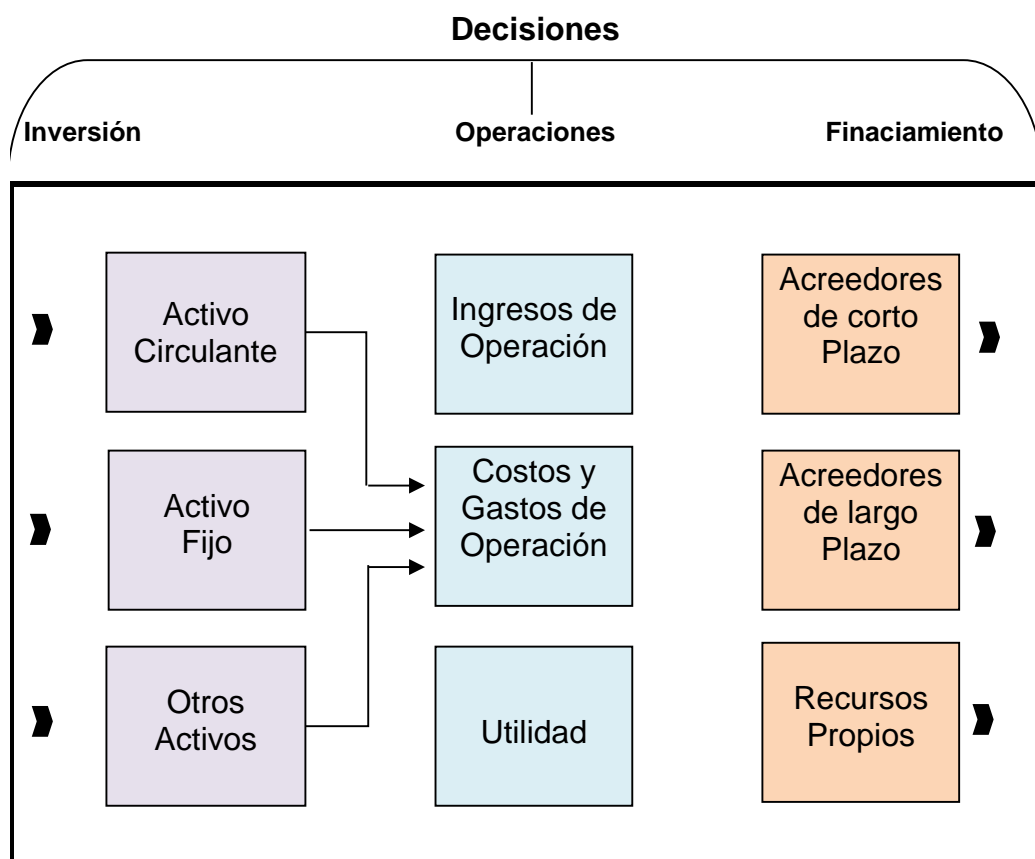 Decisiones
Inversión
Operaciones
Finaciamiento
Activo
Circulante
Ingresos de
Operación
Acreedores
de corto
Plazo
Activo
Fijo
Costos y
Gastos de
Operación
Acreedores
de largo
Plazo
Otros
Activos
Utilidad
Recursos
Propios